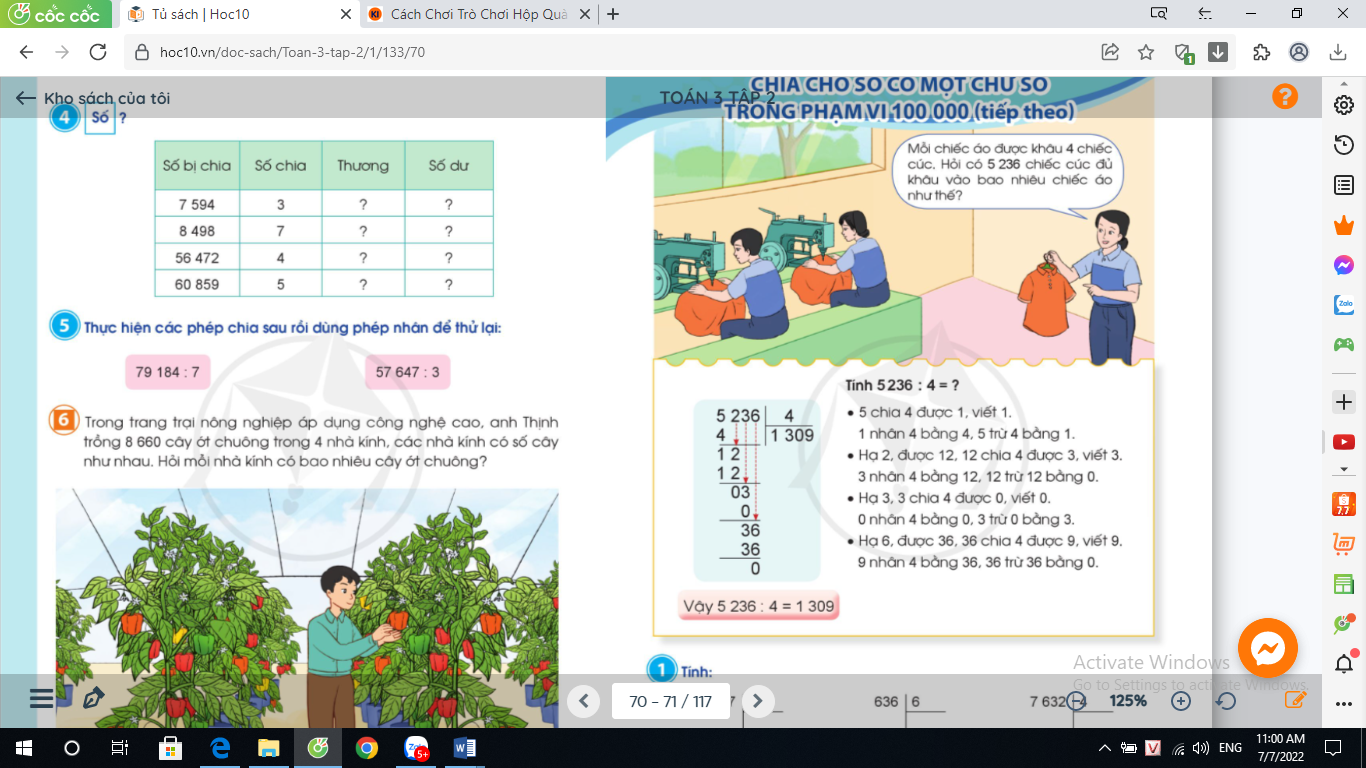 cốc cốc
Tủ sách | Hoc10
Cách Chơi Trò Chơi Hộp Quà
hoc10.vn/doc-sach/Toan-3-tap-2/1/133/70
Kho sách của tôi
TOÁN 3 TẬP 2
4 Số ?
Số bị chia Số chia Thương Số dư
7 594 3 ? ?
8 498 7 ? ?
56 472 4 ? ?
60 859 5 ? ?
5 Thực hiện các phép chia sau rồi dùng phép nhân để thử lại:
79 184 : 7 57 647 : 3
6 Trong trang trại nông nghiệp áp dụng công nghệ cao, anh Thịnh
trồng 8 660 cây ớt chuông trong 4 nhà kính, các nhà kính có số cây
như nhau. Hỏi mỗi nhà kính có bao nhiêu cây ớt chuông?
CHIA CHO SỐ CÓ MỘT CHỮ SỐ
TRONG PHẠM VI 100 000 (tiếp theo)
Mỗi chiếc áo được khâu 4 chiếc
cúc. Hỏi có 5 236 chiếc cúc đủ
khâu vào bao nhiêu chiếc áo
như thế?
5 236 4
4 1 309
1 2
1 2
03
0
36
36
0
Vậy 5 236 : 4 = 1 309
Tính 5 236 : 4 = ?
• 5 chia 4 được 1, viết 1.
1 nhân 4 bằng 4, 5 trừ 4 bằng 1.
• Hạ 2, được 12, 12 chia 4 được 3, viết 3.
3 nhân 4 bằng 12, 12 trừ 12 bằng 0.
• Hạ 3, 3 chia 4 được 0, viết 0.
0 nhân 4 bằng 0, 3 trừ 0 bằng 3.
• Hạ 6, được 36, 36 chia 4 được 9, viết 9.
9 nhân 4 bằng 36, 36 trừ 36 bằng 0.
1 Tính:
636 6
7 632 4
Activate Windows
Go to Settings to activate Windows.
70 – 71 / 117
125%
Zalo
7.7
5+
ENG
11:00 AM
7/7/2022